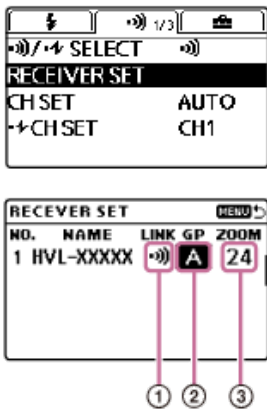 1/3
SELECT
RECEIVER SET
CH SET AUTO
CH SET CH1
RECEVER SET MENU
NO. NAME LINK GP ZOOM
1 HVL-XXXXX A 24
① ② ③